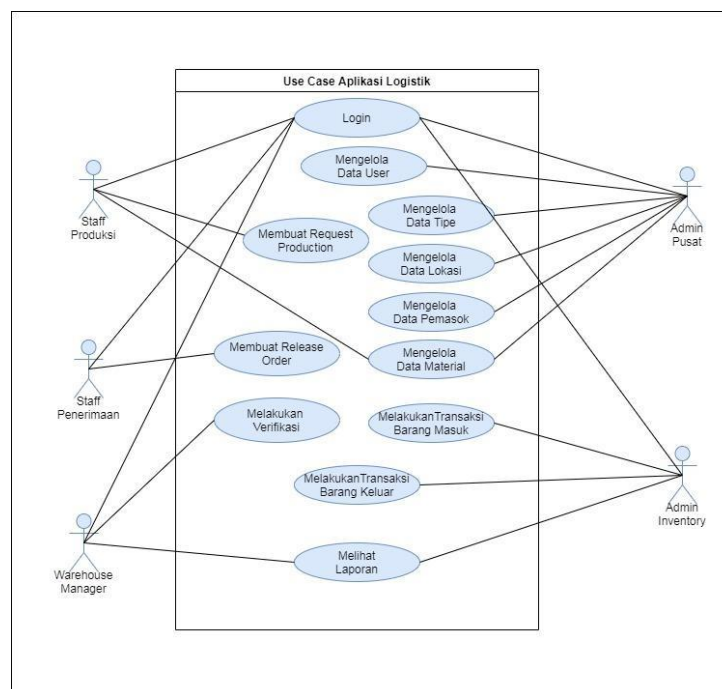 Use Case Aplikasi Logistik
Login
Mengelola
Data User
Staff
Produksi
Membuat Request
Production
Mengelola
Data Tipe
Admin
Pusat
Mengelola
Data Lokasi
Mengelola
Data Pemasok
Membuat Release
Order
Mengelola
Data Material
Staff
Penerimaan
Melakukan
Verifikasi
MelakukanTransaksi
Barang Masuk
MelakukanTransaksi
Barang Keluar
Admin
Inventory
Melihat
Laporan
Warehouse
Manager